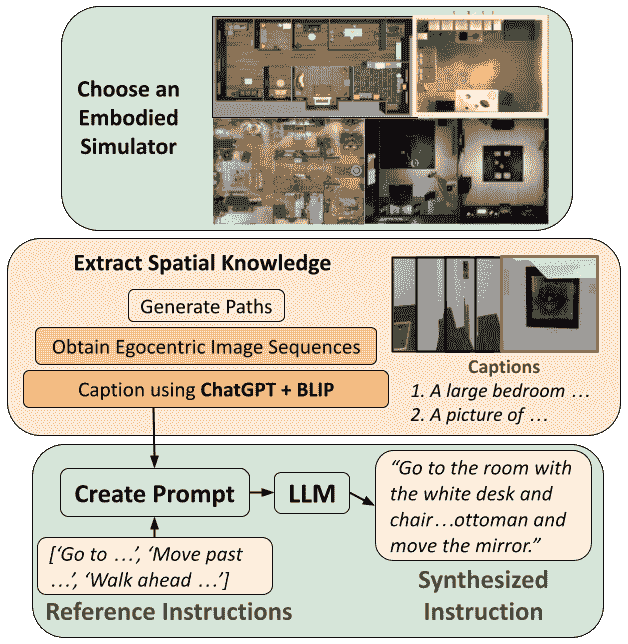 Choose an
Embodied
Simulator
Extract Spatial Knowledge
Generate Paths
Obtain Egocentric Image Sequences
Caption using ChatGPT + BLIP
Captions
1. A large bedroom …
2. A picture of …
Create Prompt
LLM
“Go to the room with
the white desk and
chair…ottoman and
move the mirror.”
[‘Go to …’, ‘Move past
…’, ‘Walk ahead …’]
Reference Instructions
Synthesized
Instruction